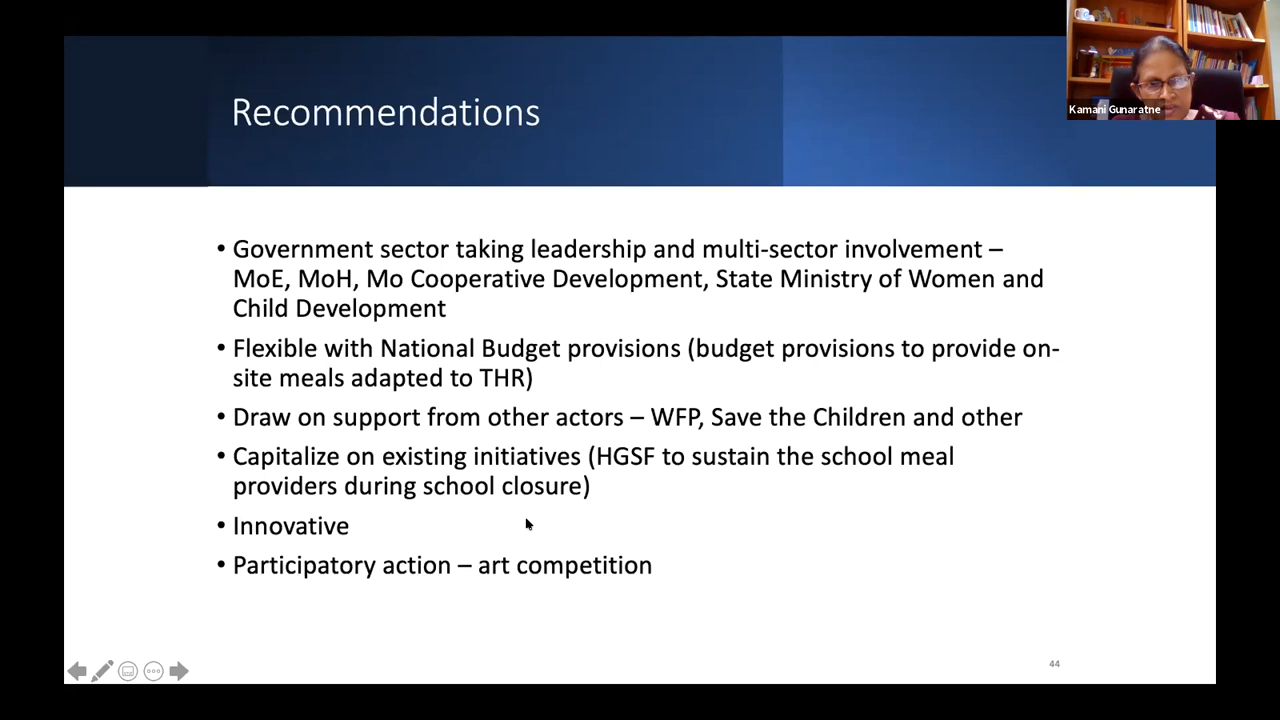 Kamani Gunaratne
Recommendations
• Government sector taking leadership and multi-sector involvement –
MoE, MoH, Mo Cooperative Development, State Ministry of Women and
Child Development
• Flexible with National Budget provisions (budget provisions to provide on-
site meals adapted to THR)
• Draw on support from other actors – WFP, Save the Children and other
• Capitalize on existing initiatives (HGSF to sustain the school meal
providers during school closure)
• Innovative
• Participatory action – art competition
44